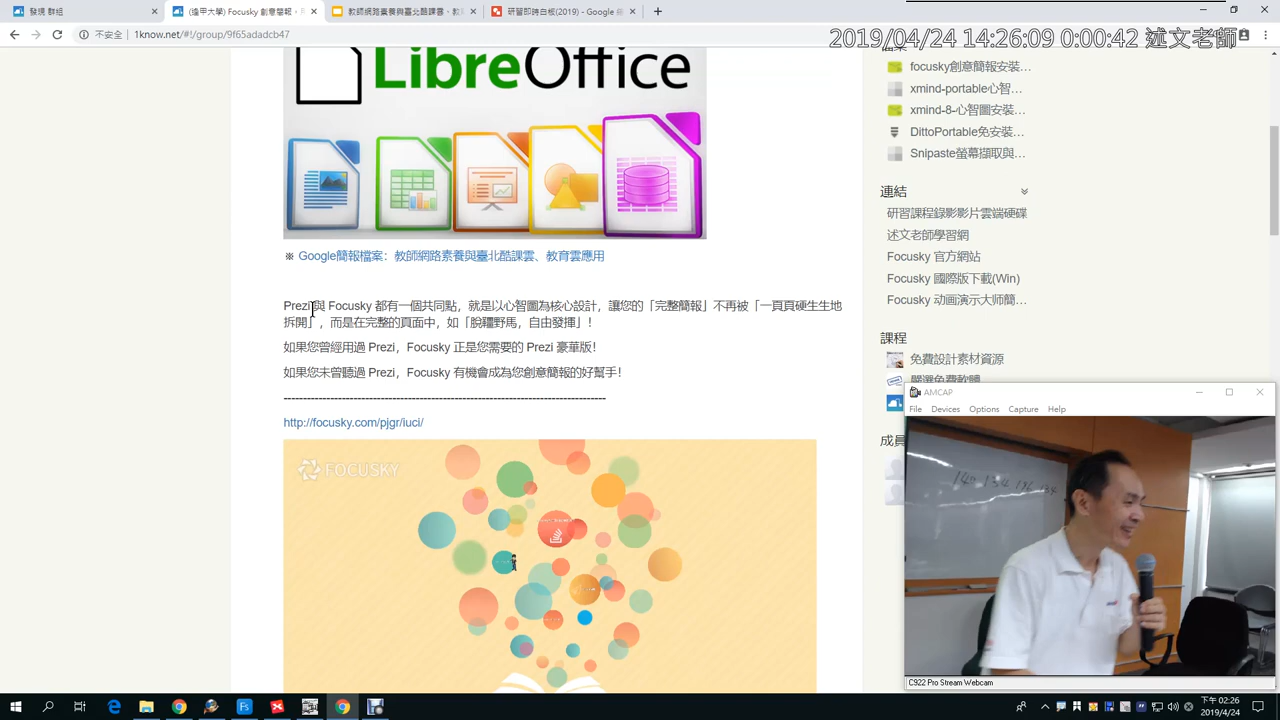 發現 群組
(逢甲大學) Focusky 創意簡報
教師網路素養與臺北酷課雲、教
研習即時白板(2019) - Google
不安全 | 1know.net/#!/group/9f65adadcb47
2019/04/24 14:26:09 0:00:42 述文老師
LibreOffice
※ Google簡報檔案：教師網路素養與臺北酷課雲、教育雲應用
Prezi與 Focusky 都有一個共同點，就是以心智圖為核心設計，讓您的「完整簡報」不再被「一頁頁硬生生地
拆開」，而是在完整的頁面中，如「脫韁野馬，自由發揮」！
如果您曾經用過 Prezi，Focusky 正是您需要的 Prezi 豪華版！
如果您未曾聽過 Prezi，Focusky 有機會成為您創意簡報的好幫手！
--------------------------------------------------------------------------------
http://focusky.com/pjgr/iuci/
FOCUSKY
focusky創意簡報安裝…
xmind-portable心智…
xmind-8-心智圖安裝…
DittoPortable免安裝…
Snipaste螢幕擷取與…
連結
研習課程錄影影片雲端硬碟
述文老師學習網
Focusky 官方網站
Focusky 國際版下載(Win)
Focusky 动画演示大师簡…
課程
免費設計素材資源
嚴選免費軟體
成員
AMCAP
File Devices Options Capture Help
C922 Pro Stream Webcam
下午 02:26
2019/4/24